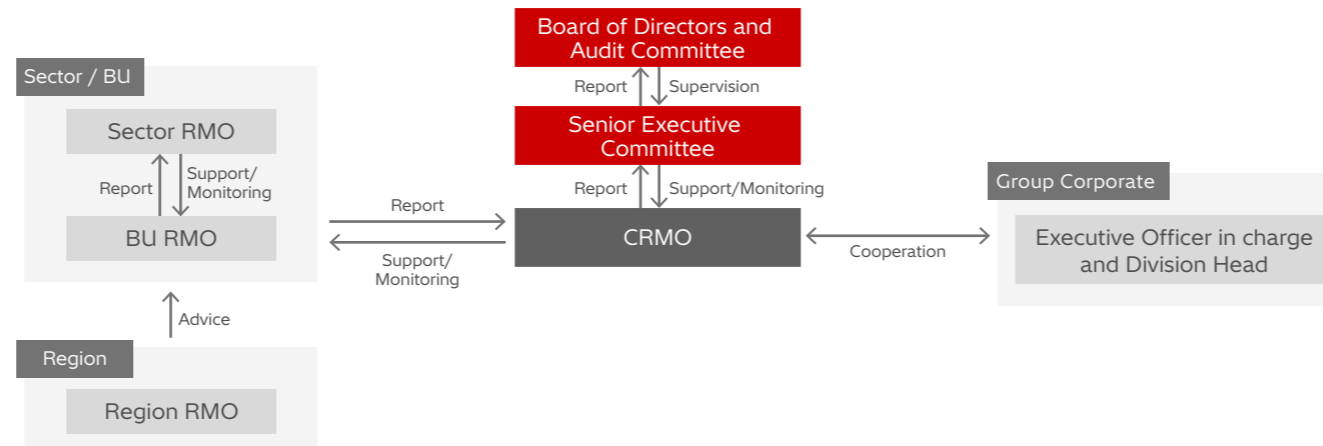 Board of Directors and
Audit Committee
Report
Supervision
Senior Executive
Committee
Report
Support/Monitoring
CRMO
Sector / BU
Sector RMO
Report
Support/
Monitoring
BU RMO
Report
Support/
Monitoring
Cooperation
Group Corporate
Executive Officer in charge
and Division Head
Advice
Region
Region RMO